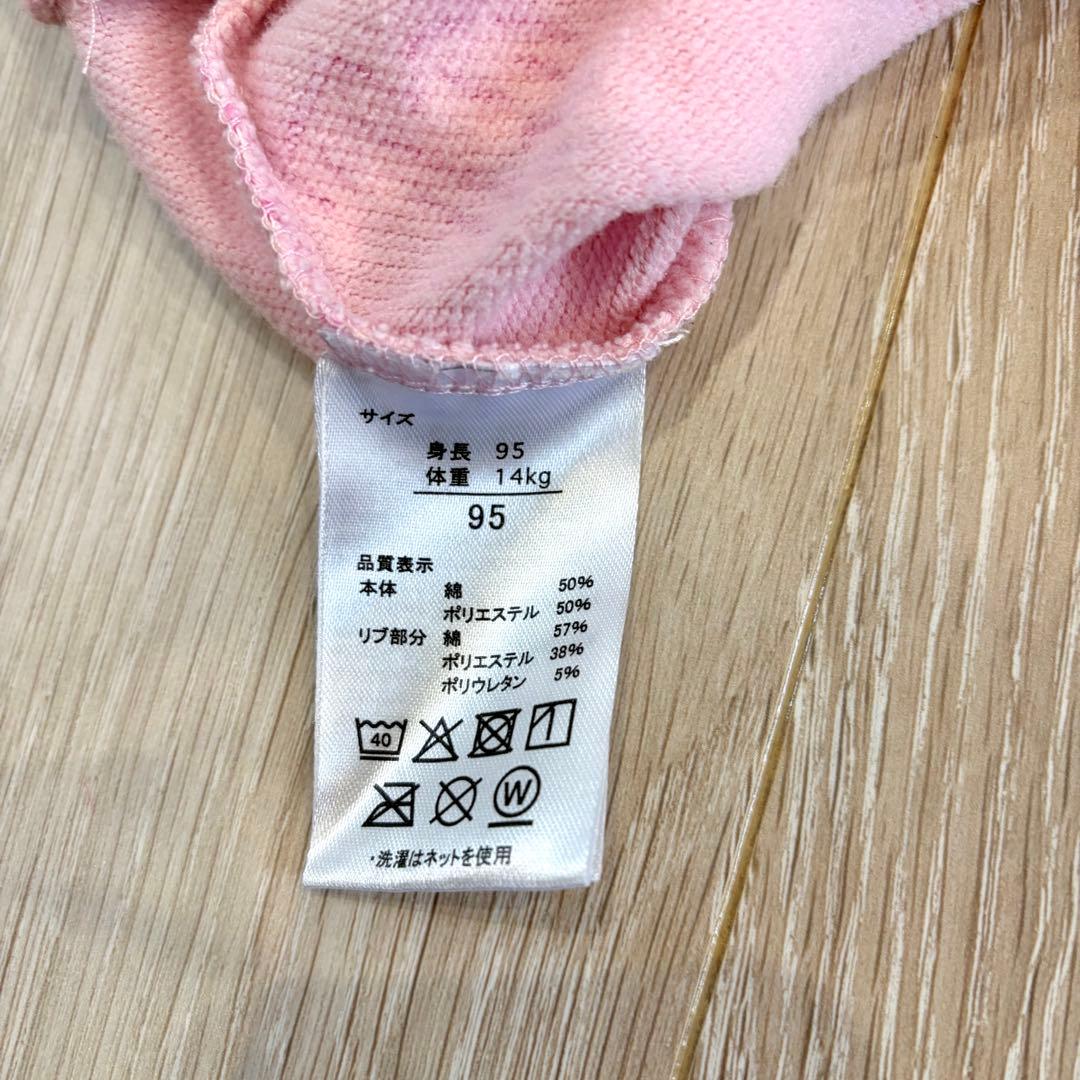 サイズ
身長 95
体重 14kg
95
品質表示
本体 綿 50%
ポリエステル 50%
リブ部分 綿 57%
ポリエステル 38%
ポリウレタン 5%
40
W
・洗濯はネットを使用